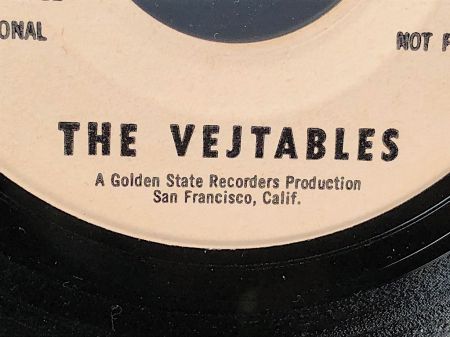 ONAL
NOT F
THE VEJTABLES
A Golden State Recorders Production
San Francisco, Calif.